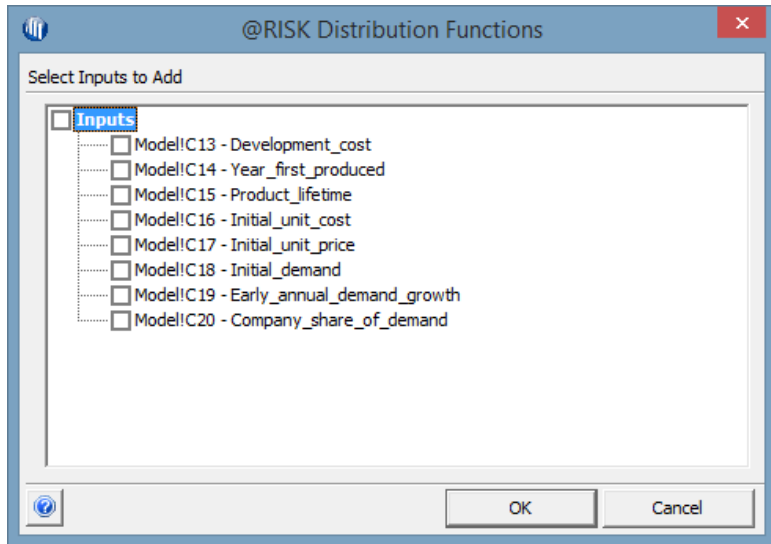 @RISK Distribution Functions
Select Inputs to Add
Inputs
Model!C13 - Development_cost
Model!C14 - Year_first_produced
Model!C15 - Product_lifetime
Model!C16 - Initial_unit_cost
Model!C17 - Initial_unit_price
Model!C18 - Initial_demand
Model!C19 - Early_annual_demand_growth
Model!C20 - Company_share_of_demand
OK Cancel